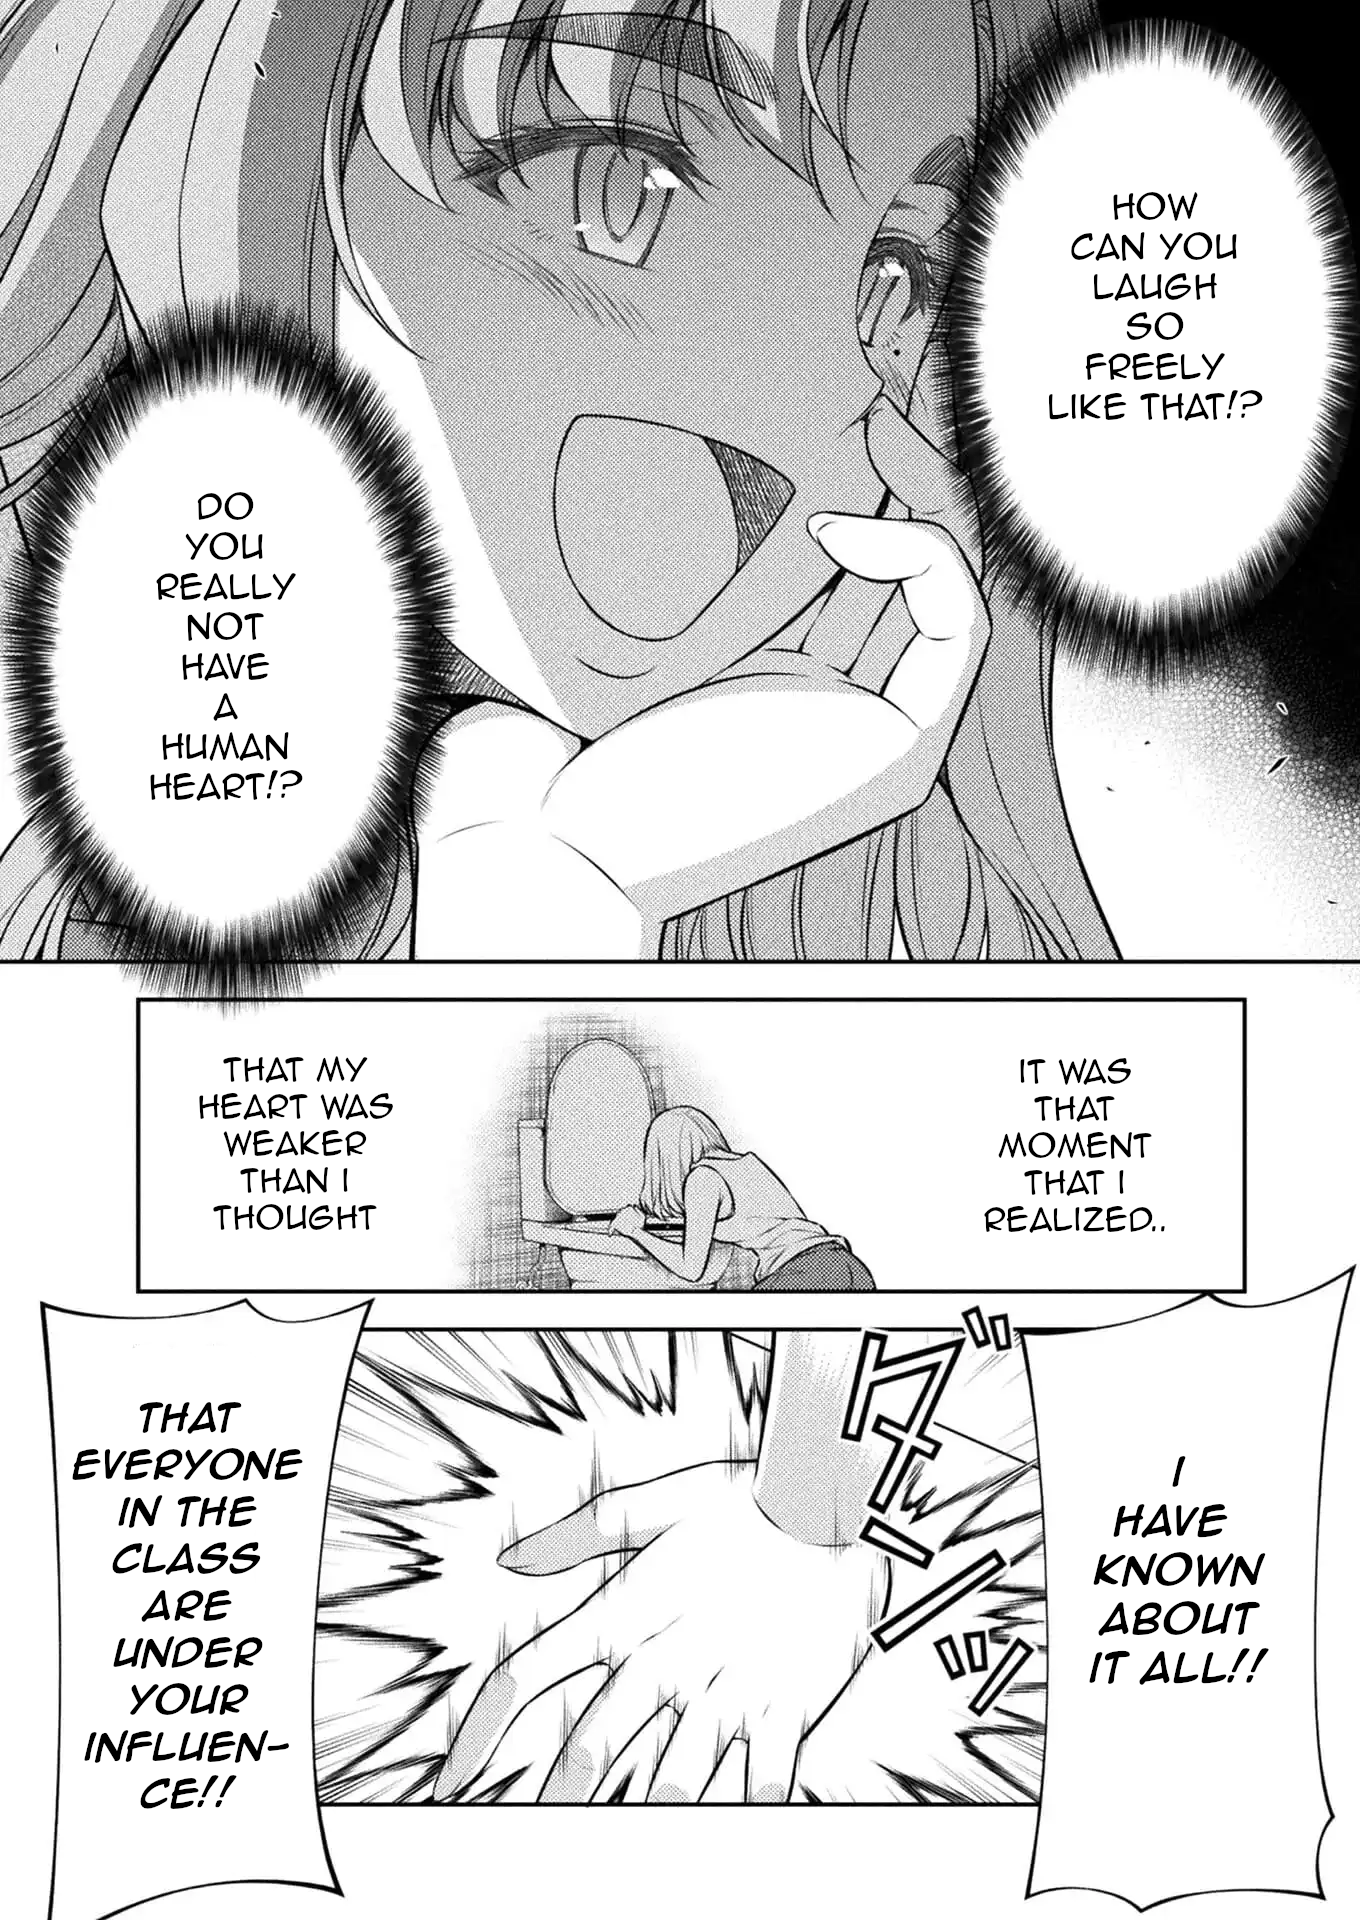 HOW
CAN YOU
LAUGH
SO
FREELY
LIKE THAT!?
DO
YOU
REALLY
NOT
HAVE
A
HUMAN
HEART!?
IT WAS
THAT
MOMENT
THAT I
REALIZED..
THAT MY
HEART WAS
WEAKER
THAN I
THOUGHT
I
HAVE
KNOWN
ABOUT
IT ALL!!
THAT
EVERYONE
IN THE
CLASS
ARE
UNDER
YOUR
INFLUEN-
CE!!